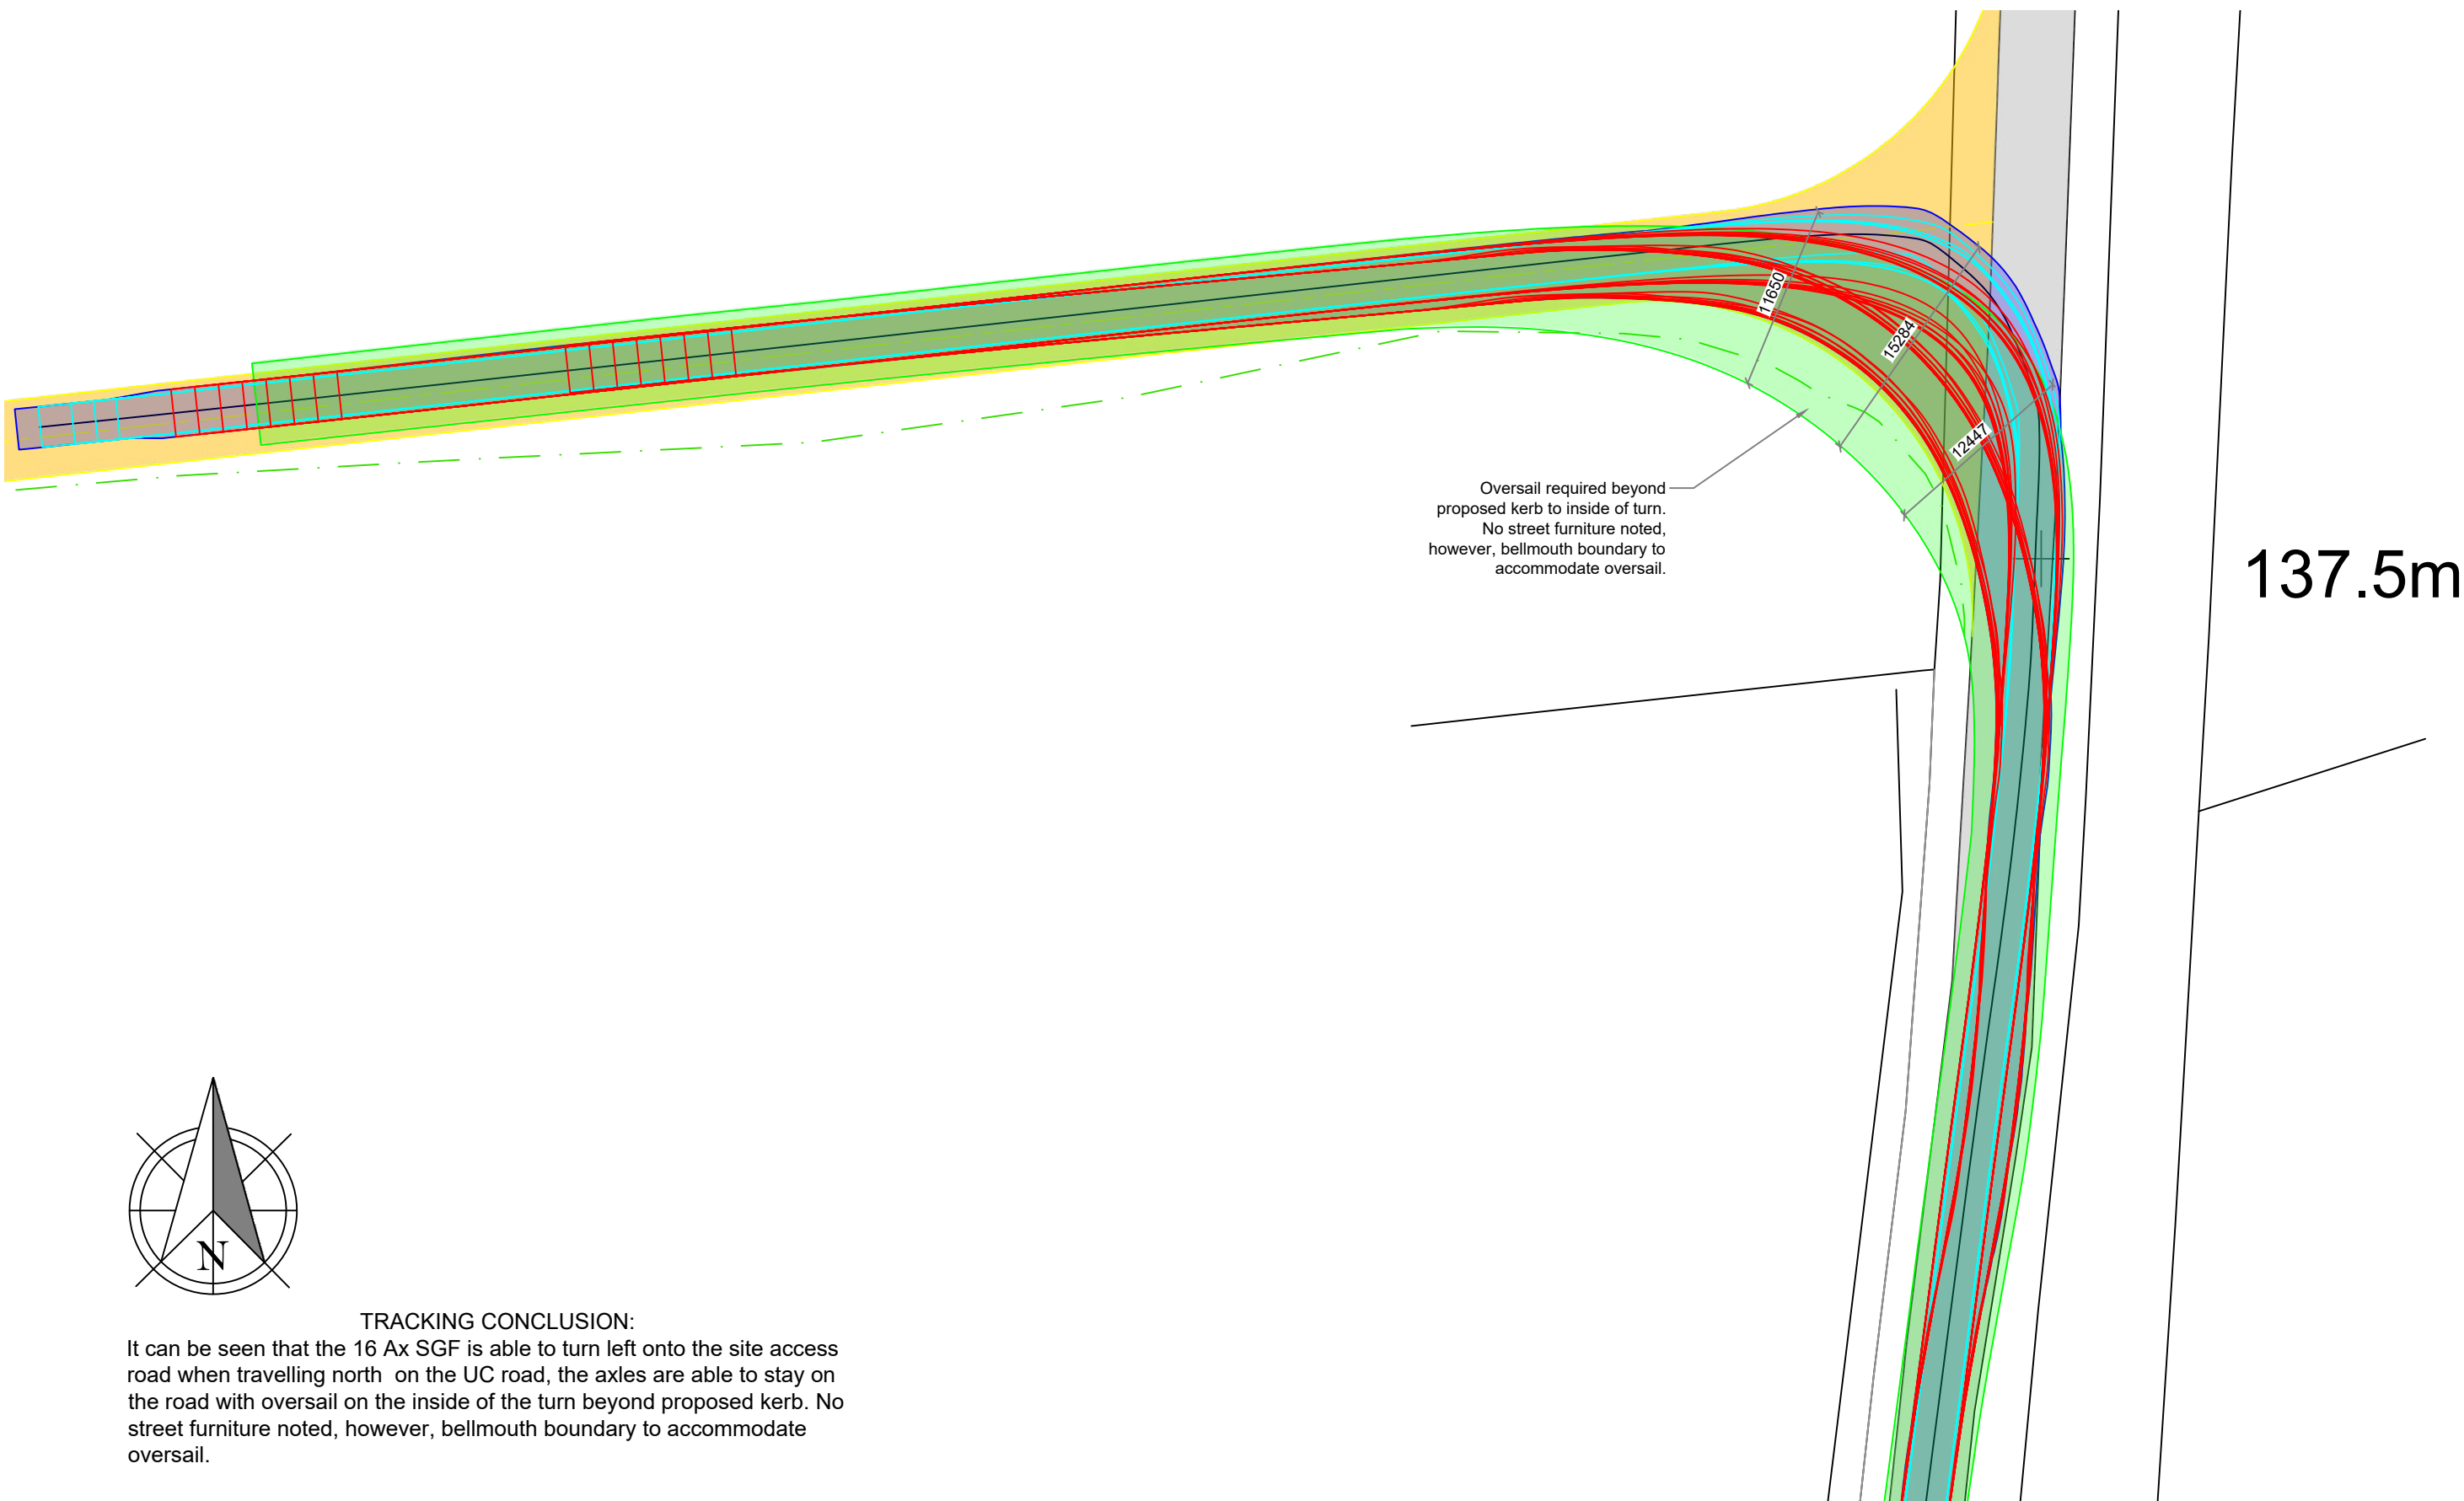 11650
15284
12447
Oversail required beyond
proposed kerb to inside of turn.
No street furniture noted,
however, bellmouth boundary to
accommodate oversail.
137.5m
N
TRACKING CONCLUSION:
It can be seen that the 16 Ax SGF is able to turn left onto the site access
road when travelling north on the UC road, the axles are able to stay on
the road with oversail on the inside of the turn beyond proposed kerb. No
street furniture noted, however, bellmouth boundary to accommodate
oversail.